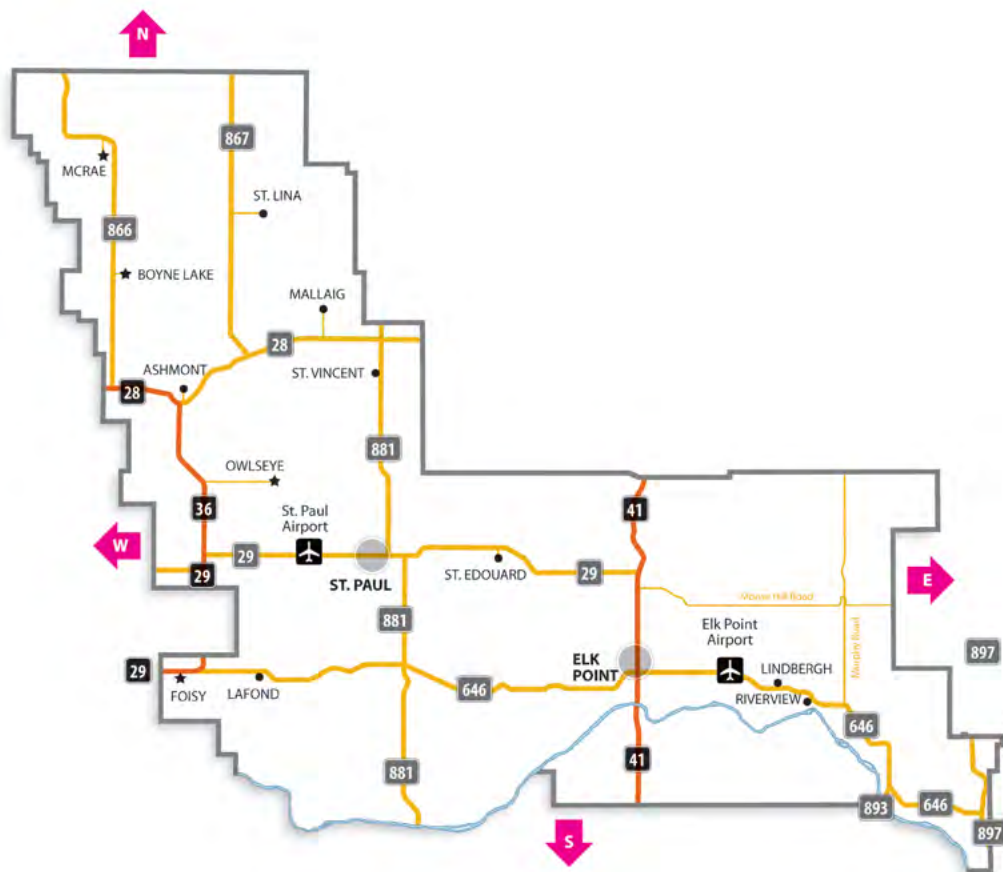 N
867
MCRAE
ST. LINA
866
BOYNE LAKE
MALLAIG
28
ASHMONT
ST. VINCENT
28
881
OWLSEYE
36
St. Paul
Airport
41
W
29
29
ST. PAUL
ST. EDOUARD
29
29
E
Moose Hill Road
881
Elk Point
Airport
Murphy Road
897
29
FOISY
LAFOND
646
ELK
POINT
LINDBERGH
RIVERVIEW
646
881
41
893
646
897
S